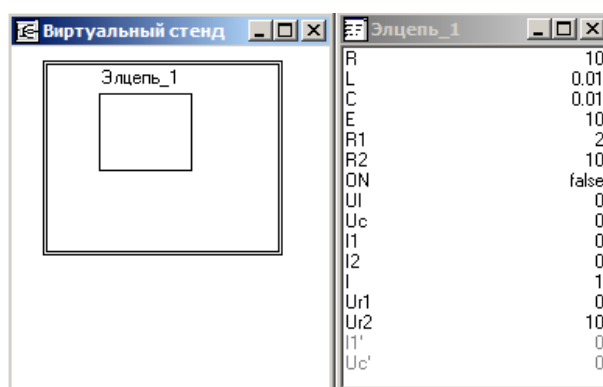 Виртуальный стенд
Элцепь_1
Элцепь_1
R 10
L 0.01
C 0.01
E 10
R1 2
R2 10
ON false
Ul 0
Uc 0
I1 0
I2 0
I 1
Ur1 0
Ur2 10
I1' 0
Uc' 0